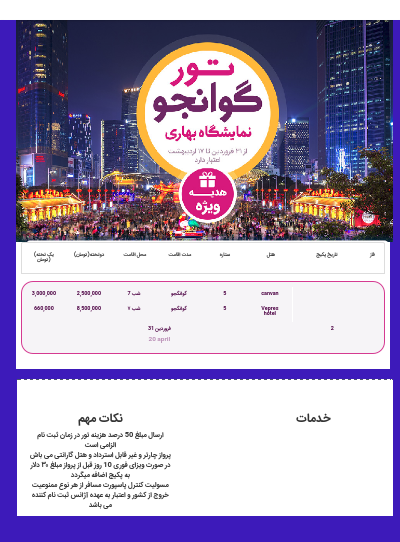 تور
گوانجو
نمایشگاه بهاری
از ۳۱ فروردین تا ۱۷ اردیبهشت
اعتبار دارد
هدیه
ویژه
فاز تاریخ پکیج هتل ستاره مدت اقامت محل اقامت دوتخته(تومان) یک تخته(تومان)
canvan 5 گوانگجو 7 شب 2,500,000 3,000,000
Vapres hotel 5 گوانگجو شب 8,500,000 660,000
2 31 فروردین
20 april
خدمات
نکات مهم
ارسال مبلغ 50 درصد هزینه تور در زمان ثبت نام
الزامی است
پرواز چارتر و غیر قابل استرداد و هتل گارانتی می باش
در صورت ویزای فوری 10 روز قبل از پرواز مبلغ ۳۰ دلار
به پکیج اضافه میگردد
مسولیت کنترل پاسپورت مسافر از هر نوع ممنوعیت
خروج از کشور و اعتبار به عهده آژانس ثبت نام کننده
می باشد